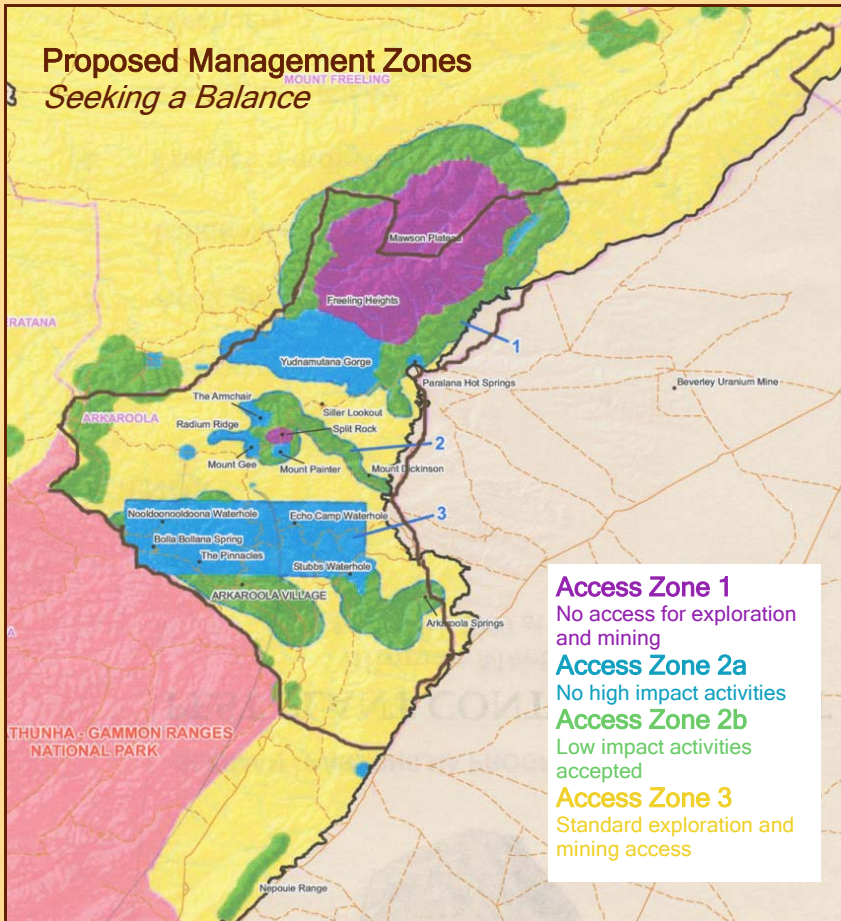 Proposed Management Zones
MOUNT FREELING
Seeking a Balance
Mawson Plateau
Freeling Heights
RATANA
1
Yudnamutana Gorge
Paralana Hot Springs
Beverley Uranium Mine
The Armchair
Siller Lookout
ARKAROOLA
Radium Ridge
Split Rock
2
Mount Gee
Mount Painter
Mount Dickinson
Nooldoonooldoona Waterhole
Echo Camp Waterhole
3
Bolla Bollana Spring
The Pinnacles
Stubbs Waterhole
ARKAROOLA VILLAGE
Arkaroola Springs
A
THUNHA - GAMMON RANGES
NATIONAL PARK
Nepouie Range
Access Zone 1
No access for exploration
and mining
Access Zone 2a
No high impact activities
Access Zone 2b
Low impact activities
accepted
Access Zone 3
Standard exploration and
mining access